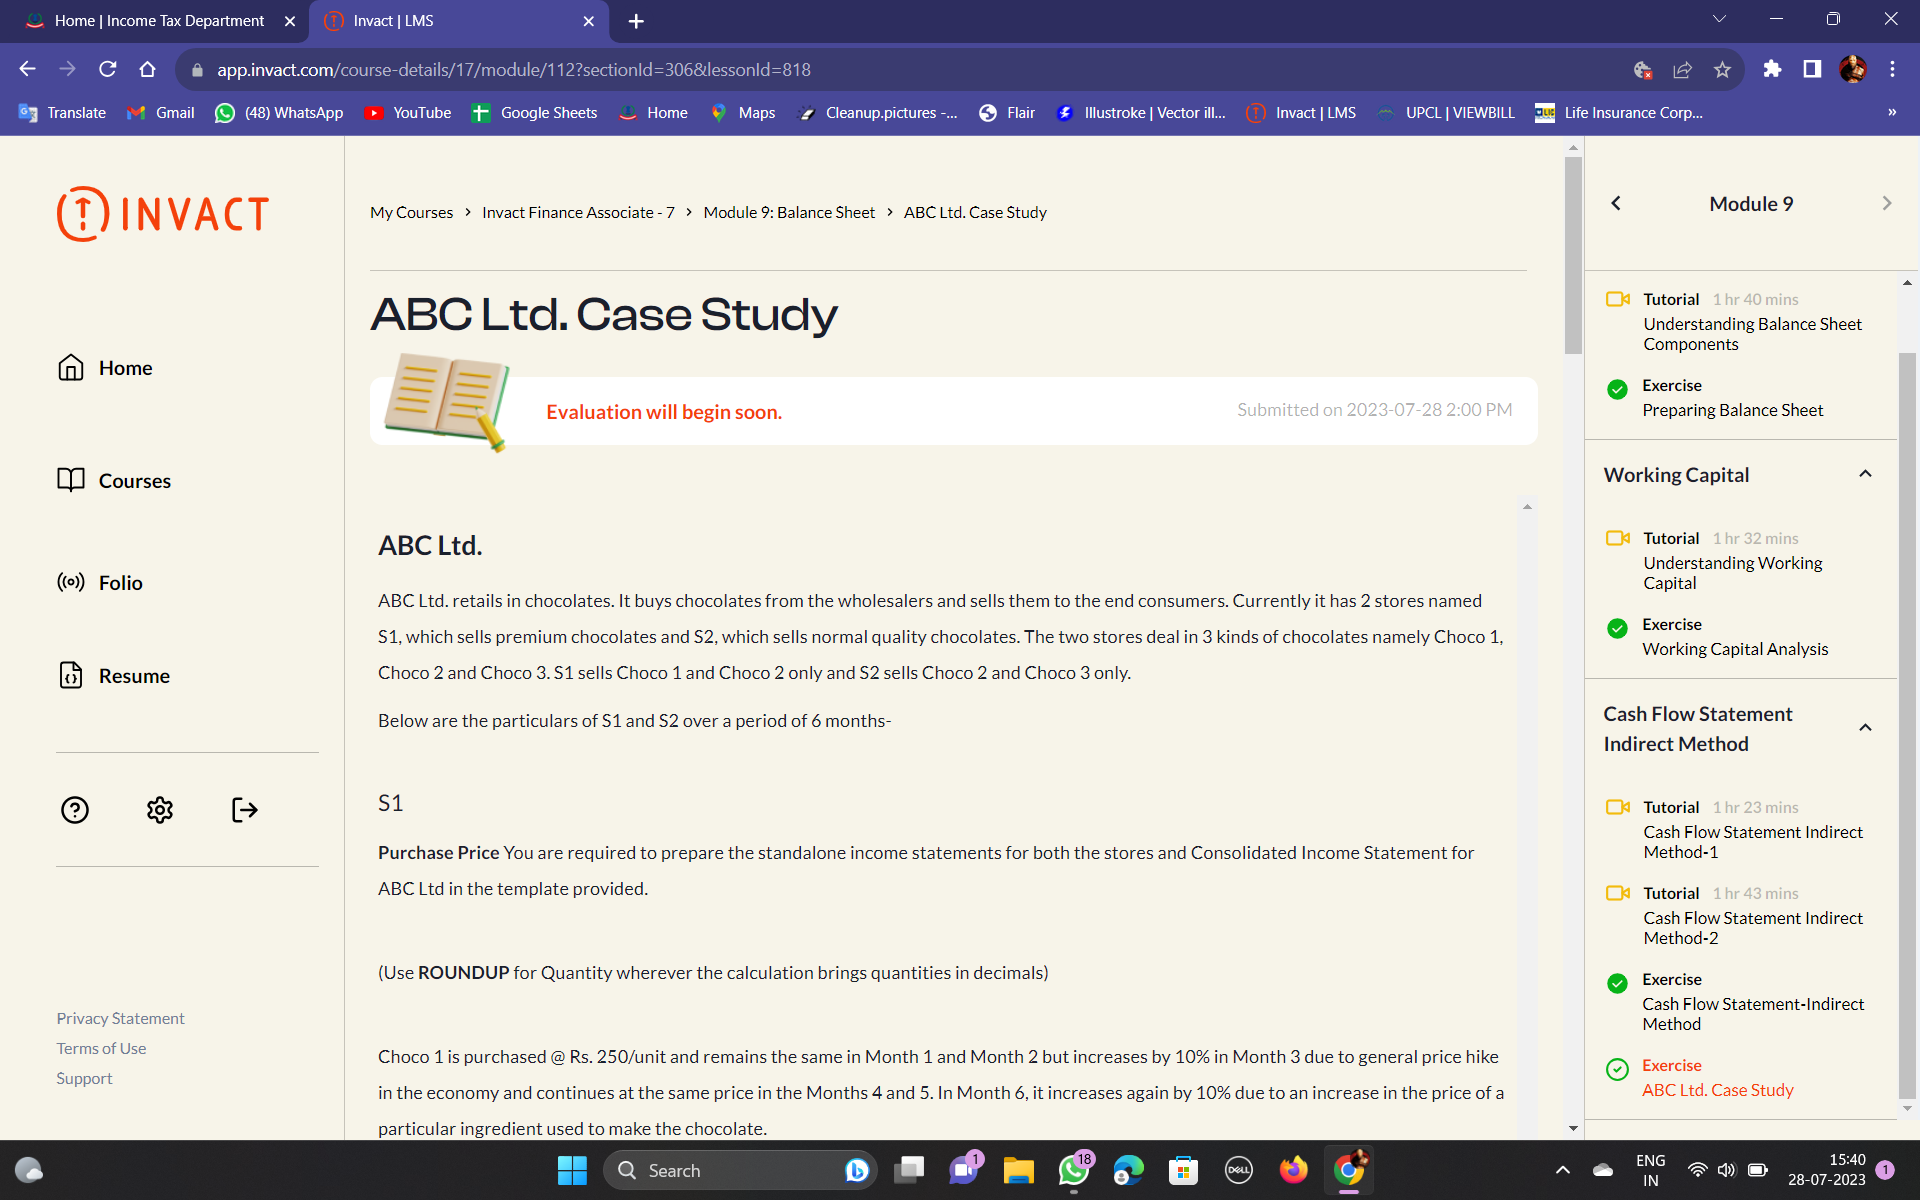 Home | Income Tax Department
Invact | LMS
app.invact.com/course-details/17/module/112?sectionId=306&lessonId=818
Translate
Gmail
(48) WhatsApp
YouTube
Google Sheets
Home
Maps
Cleanup.pictures -...
Flair
Illustroke | Vector ill...
Invact | LMS
UPCL | VIEWBILL
Life Insurance Corp...
»
INVACT
Home
Courses
Folio
Resume
Privacy Statement
Terms of Use
Support
My Courses > Invact Finance Associate - 7 > Module 9: Balance Sheet > ABC Ltd. Case Study
ABC Ltd. Case Study
Evaluation will begin soon.
Submitted on 2023-07-28 2:00 PM
ABC Ltd.
ABC Ltd. retails in chocolates. It buys chocolates from the wholesalers and sells them to the end consumers. Currently it has 2 stores named
S1, which sells premium chocolates and S2, which sells normal quality chocolates. The two stores deal in 3 kinds of chocolates namely Choco 1,
Choco 2 and Choco 3. S1 sells Choco 1 and Choco 2 only and S2 sells Choco 2 and Choco 3 only.
Below are the particulars of S1 and S2 over a period of 6 months-
S1
Purchase Price You are required to prepare the standalone income statements for both the stores and Consolidated Income Statement for
ABC Ltd in the template provided.
(Use ROUNDUP for Quantity wherever the calculation brings quantities in decimals)
Choco 1 is purchased @ Rs. 250/unit and remains the same in Month 1 and Month 2 but increases by 10% in Month 3 due to general price hike
in the economy and continues at the same price in the Months 4 and 5. In Month 6, it increases again by 10% due to an increase in the price of a
particular ingredient used to make the chocolate.
Module 9
Tutorial 1 hr 40 mins
Understanding Balance Sheet
Components
Exercise
Preparing Balance Sheet
Working Capital
Tutorial 1 hr 32 mins
Understanding Working
Capital
Exercise
Working Capital Analysis
Cash Flow Statement
Indirect Method
Tutorial 1 hr 23 mins
Cash Flow Statement Indirect
Method-1
Tutorial 1 hr 43 mins
Cash Flow Statement Indirect
Method-2
Exercise
Cash Flow Statement-Indirect
Method
Exercise
ABC Ltd. Case Study
Search
1
18
DELL
ENG
IN
15:40
28-07-2023
1